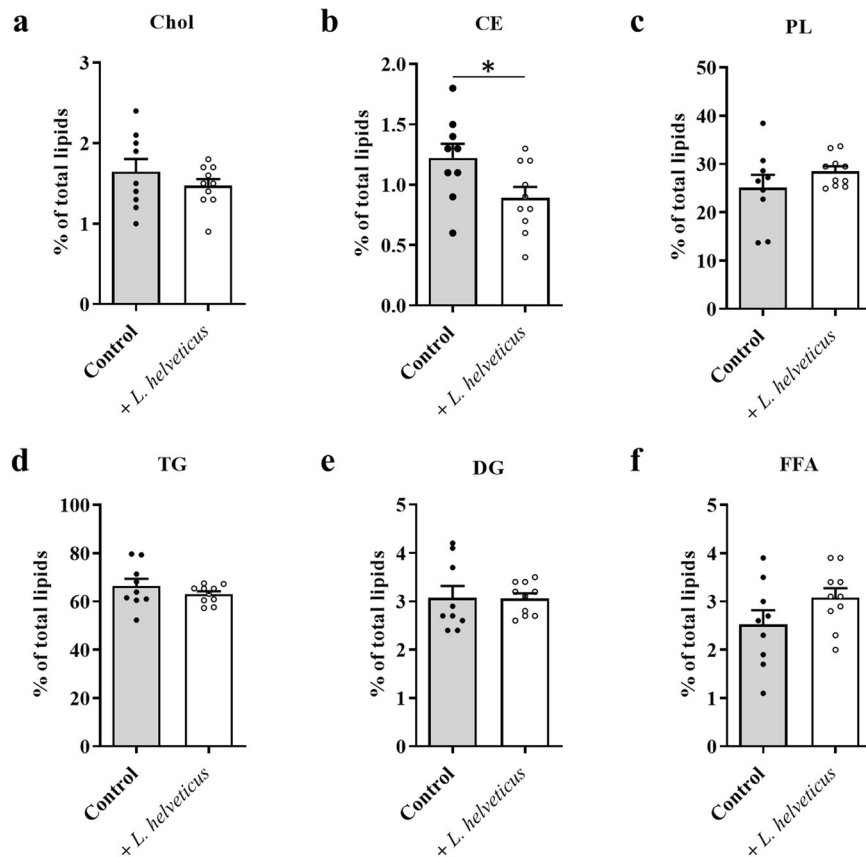 a Chol
% of total lipids
3
2
1
0
Control
+ L. helveticus
b CE
% of total lipids
2.0
1.5
1.0
0.5
0.0
*
Control
+ L. helveticus
c PL
% of total lipids
50
40
30
20
10
0
Control
+ L. helveticus
d TG
% of total lipids
100
80
60
40
20
0
Control
+ L. helveticus
e DG
% of total lipids
5
4
3
2
1
0
Control
+ L. helveticus
f FFA
% of total lipids
5
4
3
2
1
0
Control
+ L. helveticus